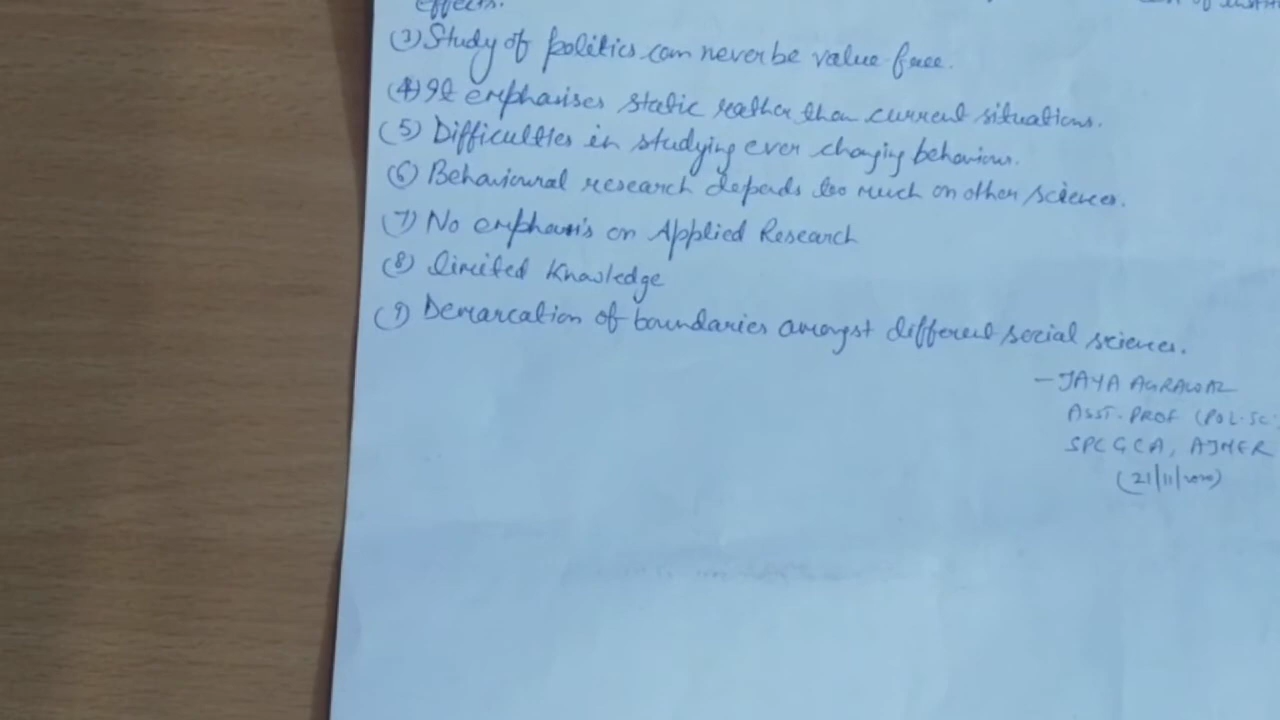 effects.
(3) Study of politics can never be value free.
(4) It emphasises static rather than current situations.
(5) Difficulties in studying ever changing behaviour.
(6) Behavioural research depends too much on other sciences.
(7) No emphasis on Applied Research
(8) limited Knowledge
(9) Demarcation of boundaries amongst different social sciences.
- JAYA AGRAWAL
ASST. PROF (POL.SC
SPCGCA, AJMER
(21/11/2020)